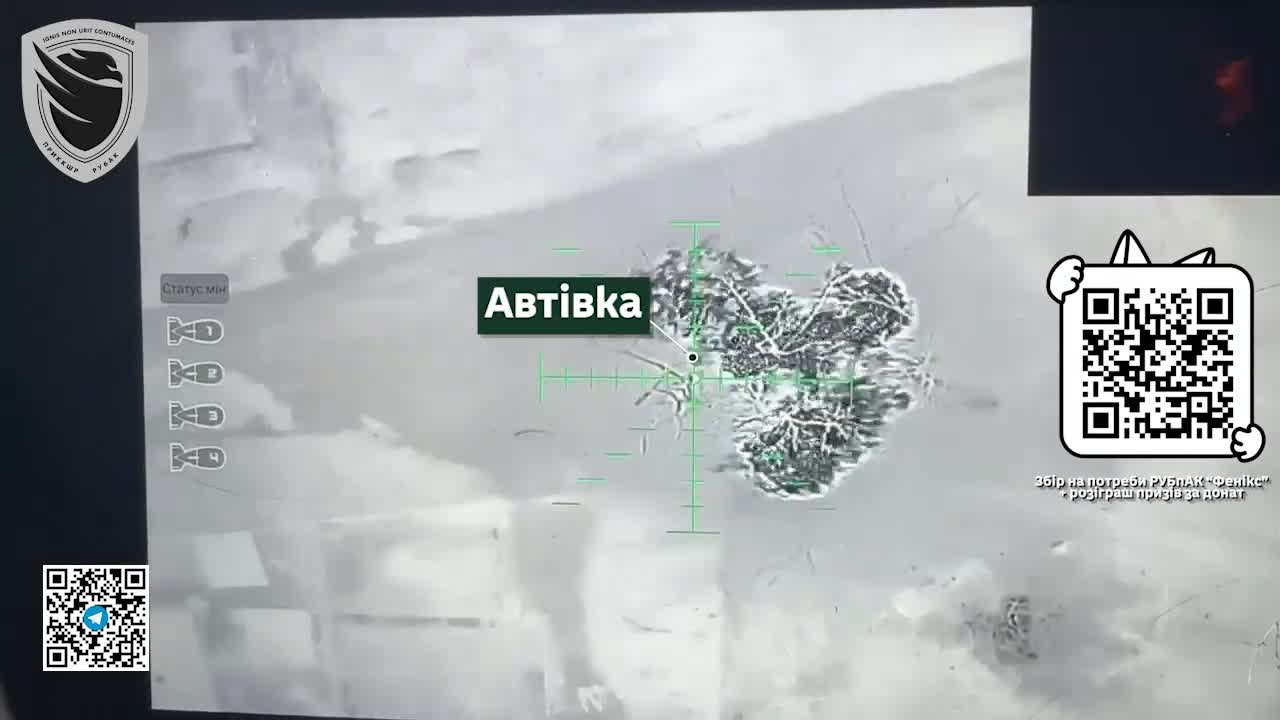 IGNIS NON URIT CONTUMACES
ПРИККШР РУБАК
Автівка
Статус мін
1
2
3
4
Збір на потреби РУБпАК "Фенікс"
+ розіграш призів за донат